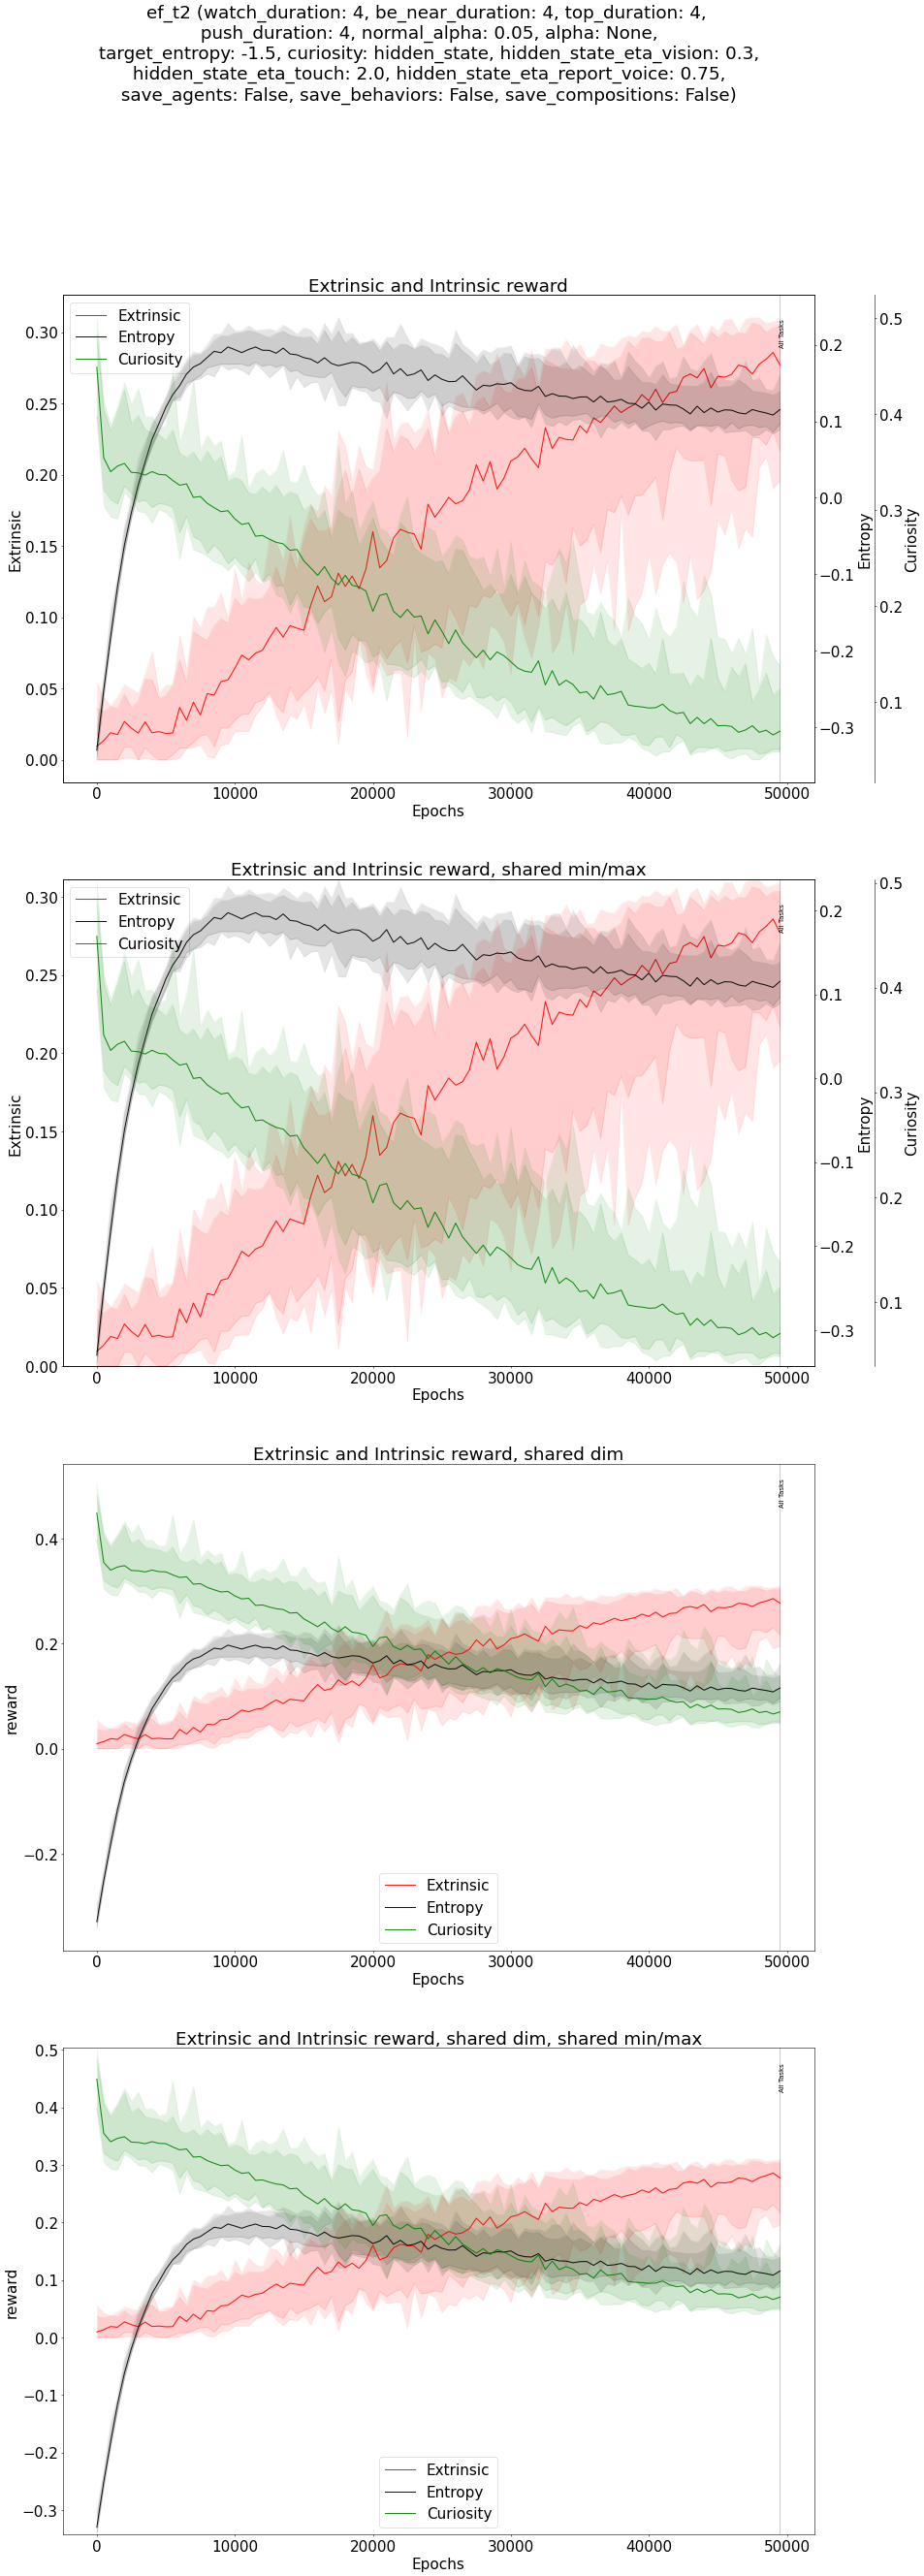 ef_t2 (watch_duration: 4, be_near_duration: 4, top_duration: 4,
push_duration: 4, normal_alpha: 0.05, alpha: None,
target_entropy: -1.5, curiosity: hidden_state, hidden_state_eta_vision: 0.3,
hidden_state_eta_touch: 2.0, hidden_state_eta_report_voice: 0.75,
save_agents: False, save_behaviors: False, save_compositions: False)
Extrinsic and Intrinsic reward
Extrinsic
Entropy
Curiosity
All Tasks
0.30
0.25
0.20
0.15
0.10
0.05
0.00
Extrinsic
0.2
0.1
0.0
−0.1
−0.2
−0.3
Entropy
0.5
0.4
0.3
0.2
0.1
Curiosity
0 10000 20000 30000 40000 50000
Epochs
Extrinsic and Intrinsic reward, shared min/max
Extrinsic
Entropy
Curiosity
All Tasks
0.30
0.25
0.20
0.15
0.10
0.05
0.00
Extrinsic
0.2
0.1
0.0
−0.1
−0.2
−0.3
Entropy
0.5
0.4
0.3
0.2
0.1
Curiosity
0 10000 20000 30000 40000 50000
Epochs
Extrinsic and Intrinsic reward, shared dim
All Tasks
0.4
0.2
0.0
−0.2
reward
Extrinsic
Entropy
Curiosity
0 10000 20000 30000 40000 50000
Epochs
Extrinsic and Intrinsic reward, shared dim, shared min/max
All Tasks
0.5
0.4
0.3
0.2
0.1
0.0
−0.1
−0.2
−0.3
reward
Extrinsic
Entropy
Curiosity
0 10000 20000 30000 40000 50000
Epochs